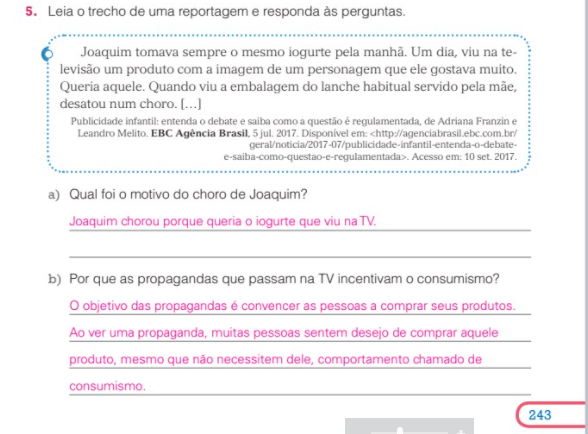 5. Leia o trecho de uma reportagem e responda às perguntas.
Joaquim tomava sempre o mesmo iogurte pela manhã. Um dia, viu na te-
levisão um produto com a imagem de um personagem que ele gostava muito.
Queria aquele. Quando viu a embalagem do lanche habitual servido pela mãe,
desatou num choro. [...]
Publicidade infantil: entenda o debate e saiba como a questão é regulamentada, de Adriana Franzin e
Leandro Melito. EBC Agência Brasil, 5 jul. 2017. Disponível em: <http://agenciabrasil.ebc.com.br/
geral/noticia/2017-07/publicidade-infantil-entenda-o-debate-
e-saiba-como-questao-e-regulamentada>. Acesso em: 10 set. 2017.
a) Qual foi o motivo do choro de Joaquim?
Joaquim chorou porque queria o iogurte que viu na TV.
b) Por que as propagandas que passam na TV incentivam o consumismo?
O objetivo das propagandas é convencer as pessoas a comprar seus produtos.
Ao ver uma propaganda, muitas pessoas sentem desejo de comprar aquele
produto, mesmo que não necessitem dele, comportamento chamado de
consumismo.
243